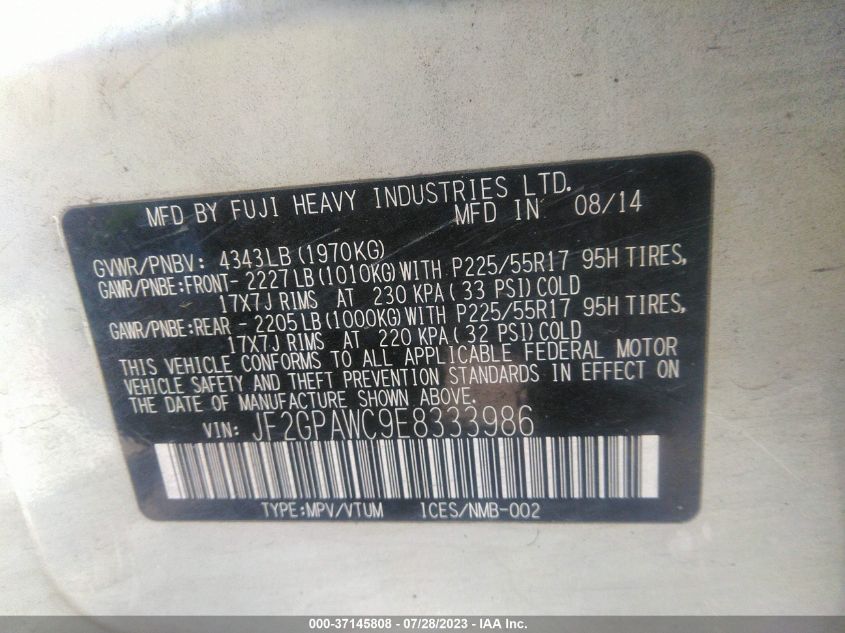 MFD BY FUJI HEAVY INDUSTRIES LTD.
MFD IN 08/14
GVWR/PNBV: 4343LB (1970KG)
GAWR/PNBE:FRONT- 2227LB (1010KG) WITH P225/55R17 95H TIRES,
17X7J RIMS AT 230 KPA( 33 PSI) COLD
GAWR/PNBE:REAR - 2205LB (1000KG) WITH P225/55R17 95H TIRES,
17X7J RIMS AT 220 KPA( 32 PSI) COLD
THIS VEHICLE CONFORMS TO ALL APPLICABLE FEDERAL MOTOR
VEHICLE SAFETY AND THEFT PREVENTION STANDARDS IN EFFECT ON
THE DATE OF MANUFACTURE SHOWN ABOVE.
VIN: JF2GPAWC9E8333986
TYPE:MPV/VTUM ICES/NMB-002
000-37145808 - 07/28/2023 - IAA Inc.